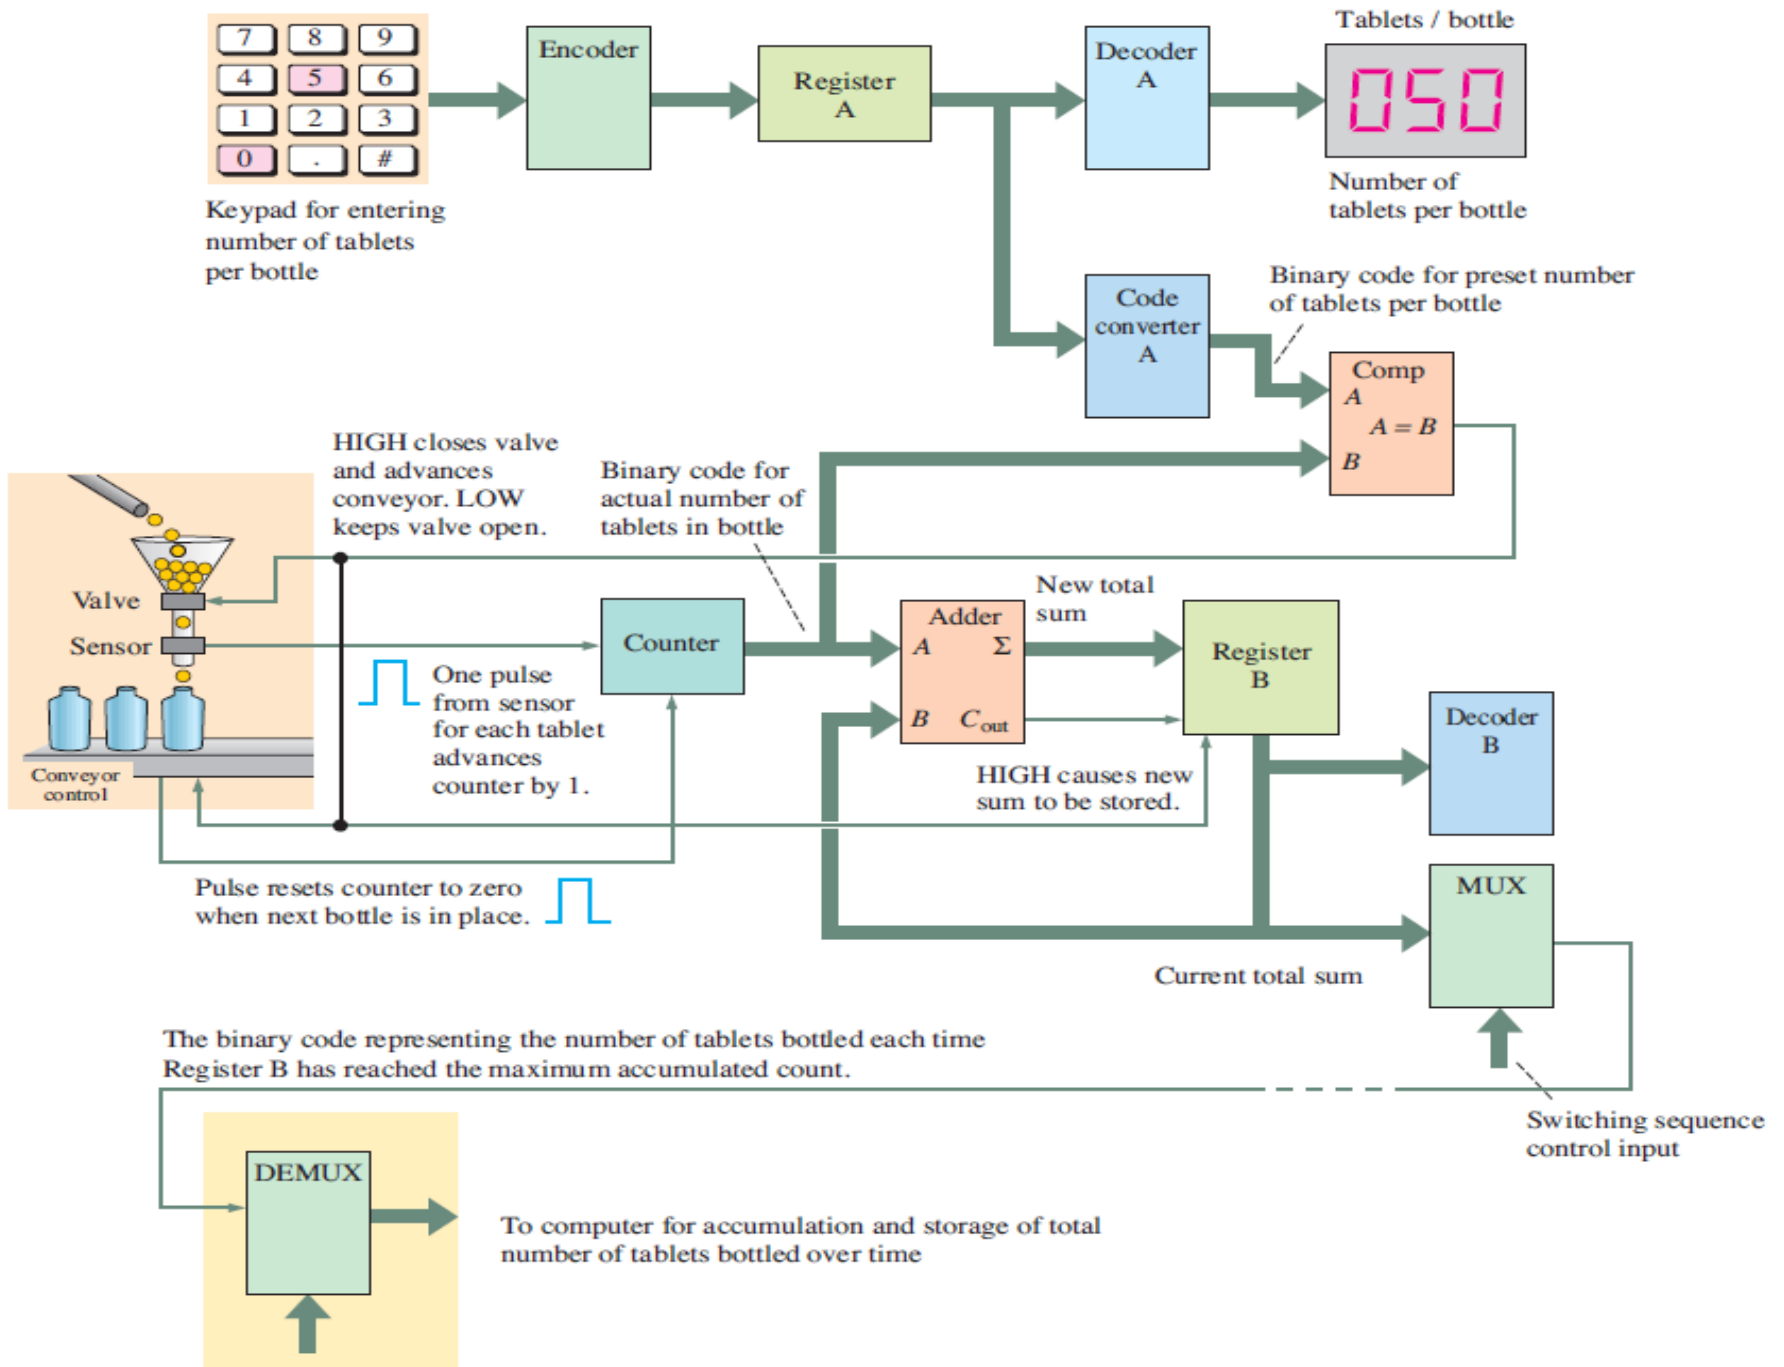 7 8 9
4 5 6
1 2 3
0 . #
Keypad for entering
number of tablets
per bottle
Encoder
Register
A
Decoder
A
Tablets / bottle
050
Number of
tablets per bottle
Code
converter
A
Binary code for preset number
of tablets per bottle
Comp
A
A = B
B
HIGH closes valve
and advances
conveyor. LOW
keeps valve open.
Binary code for
actual number of
tablets in bottle
Valve
Sensor
Conveyor
control
One pulse
from sensor
for each tablet
advances
counter by 1.
Counter
Adder
A Σ
B Cout
New total
sum
Register
B
HIGH causes new
sum to be stored.
Decoder
B
Pulse resets counter to zero
when next bottle is in place.
MUX
Current total sum
The binary code representing the number of tablets bottled each time
Register B has reached the maximum accumulated count.
Switching sequence
control input
DEMUX
To computer for accumulation and storage of total
number of tablets bottled over time